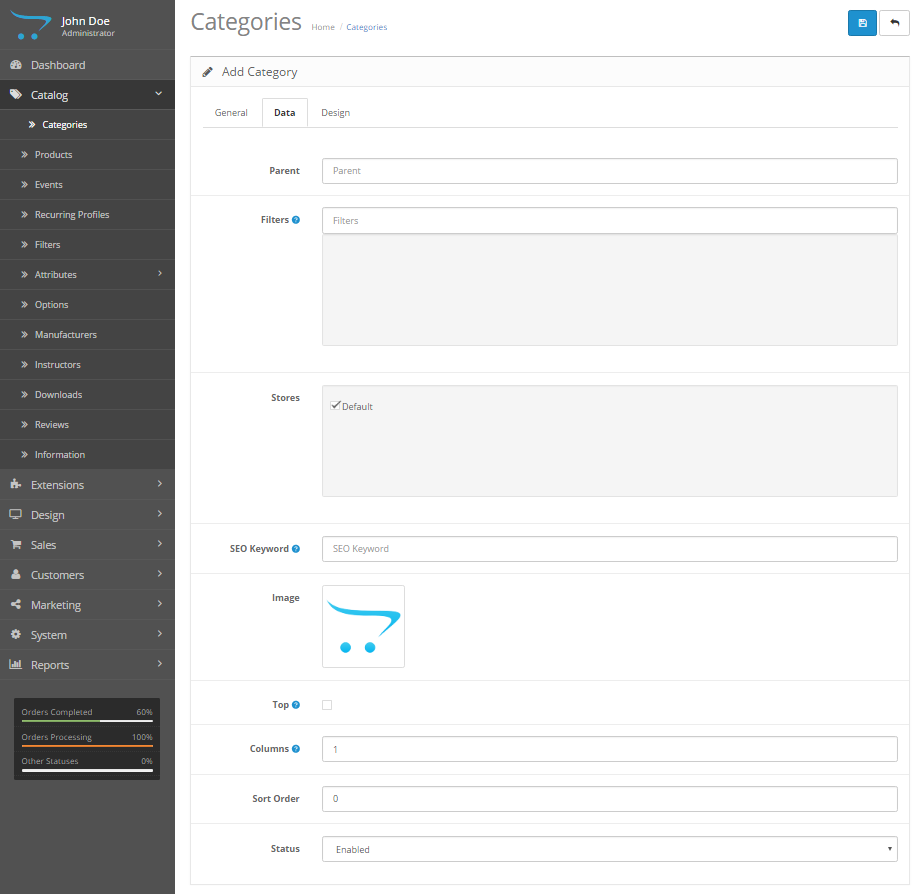 John Doe
Administrator
Dashboard
Catalog
Categories
Products
Events
Recurring Profiles
Filters
Attributes
Options
Manufacturers
Instructors
Downloads
Reviews
Information
Extensions
Design
Sales
Customers
Marketing
System
Reports
Orders Completed 60%
Orders Processing 100%
Other Statuses 0%
Categories Home / Categories
Add Category
General Data Design
Parent Parent
Filters ? Filters
Stores
Default
SEO Keyword ? SEO Keyword
Image
Top ?
Columns ? 1
Sort Order 0
Status Enabled